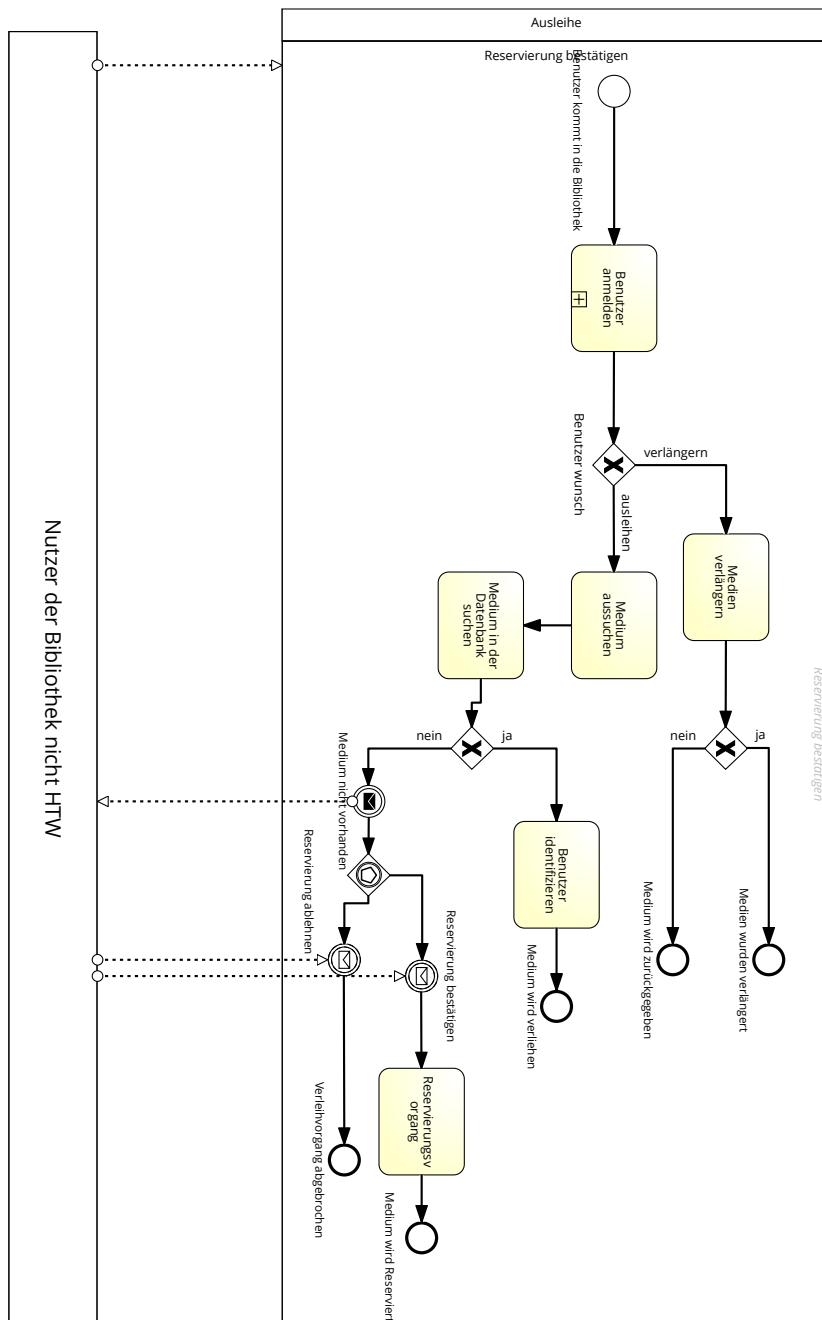 Ausleihe
Reservierung bestätigen
Benutzer kommt in die Bibliothek
Benutzer
anmelden
Benutzer wunsch
verlängern
ausleihen
Medien
verlängern
Medium
aussuchen
Medium in der
Datenbank
suchen
nein
ja
nein
ja
Medium nicht vorhanden
Benutzer
identifizieren
Reservierung ablehnen
Reservierung bestätigen
Medium wird verliehen
Medium wird zurückgegeben
Medien wurden verlängert
Reservierungsv
organg
Verleihvorgang abgebrochen
Medium wird Reserviert
Nutzer der Bibliothek nicht HTW
Reservierung bestätigen